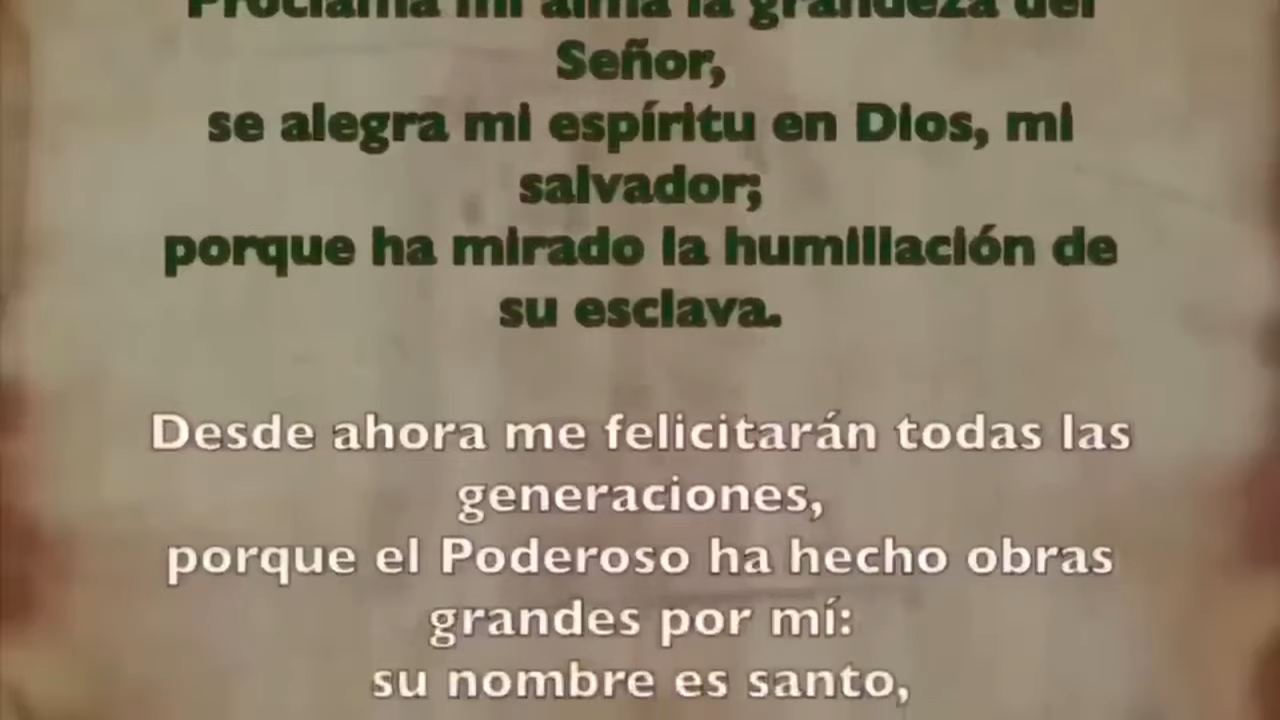 Proclama mi alma la grandeza del
Señor,
se alegra mi espíritu en Dios, mi
salvador;
porque ha mirado la humillación de
su esclava.
Desde ahora me felicitarán todas las
generaciones,
porque el Poderoso ha hecho obras
grandes por mí:
su nombre es santo,